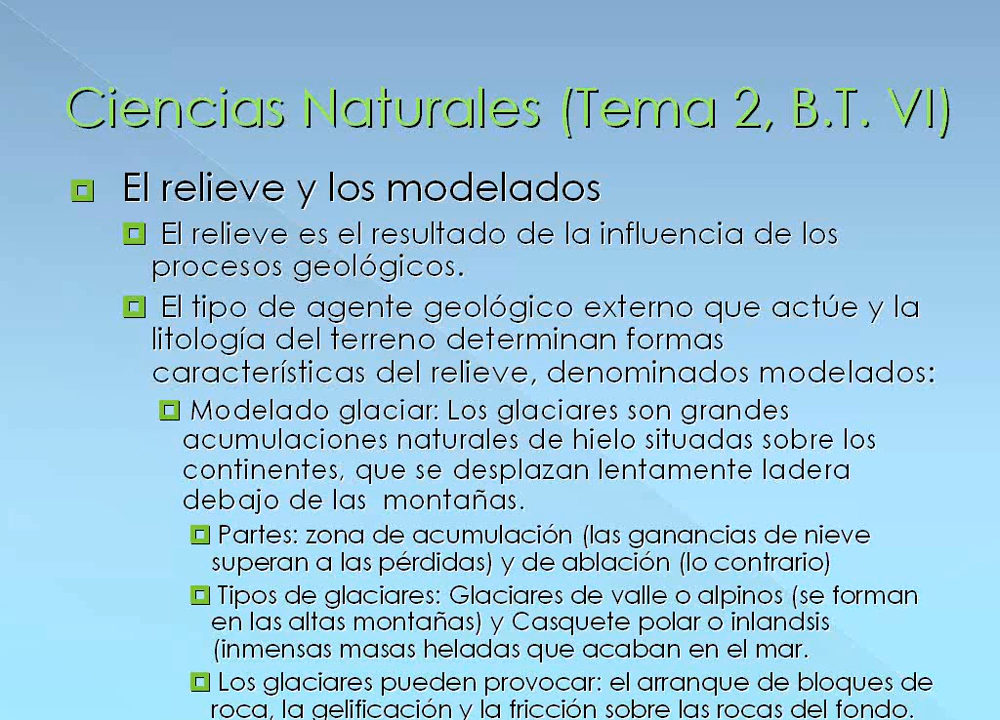 Ciencias Naturales (Tema 2, B.T. VI)
El relieve y los modelados
El relieve es el resultado de la influencia de los
procesos geológicos.
El tipo de agente geológico externo que actúe y la
litología del terreno determinan formas
características del relieve, denominados modelados:
Modelado glaciar: Los glaciares son grandes
acumulaciones naturales de hielo situadas sobre los
continentes, que se desplazan lentamente ladera
debajo de las montañas.
Partes: zona de acumulación (las ganancias de nieve
superan a las pérdidas) y de ablación (lo contrario)
Tipos de glaciares: Glaciares de valle o alpinos (se forman
en las altas montañas) y Casquete polar o inlandsis
(inmensas masas heladas que acaban en el mar.
Los glaciares pueden provocar: el arranque de bloques de
roca, la gelificación y la fricción sobre las rocas del fondo.